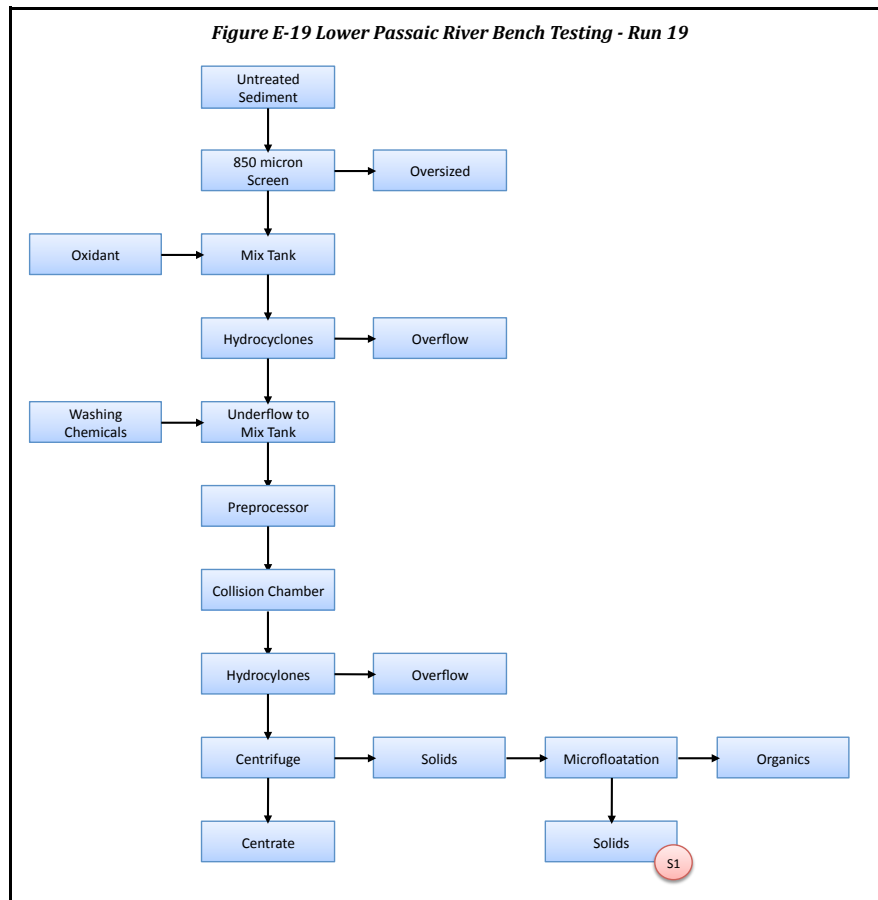 Figure E-19 Lower Passaic River Bench Testing - Run 19
Untreated
Sediment
850 micron
Screen
Oversized
Oxidant
Mix Tank
Hydrocyclones
Overflow
Washing
Chemicals
Underflow to
Mix Tank
Preprocessor
Collision Chamber
Hydrocylones
Overflow
Centrifuge
Solids
Microfloatation
Organics
Centrate
Solids
S1